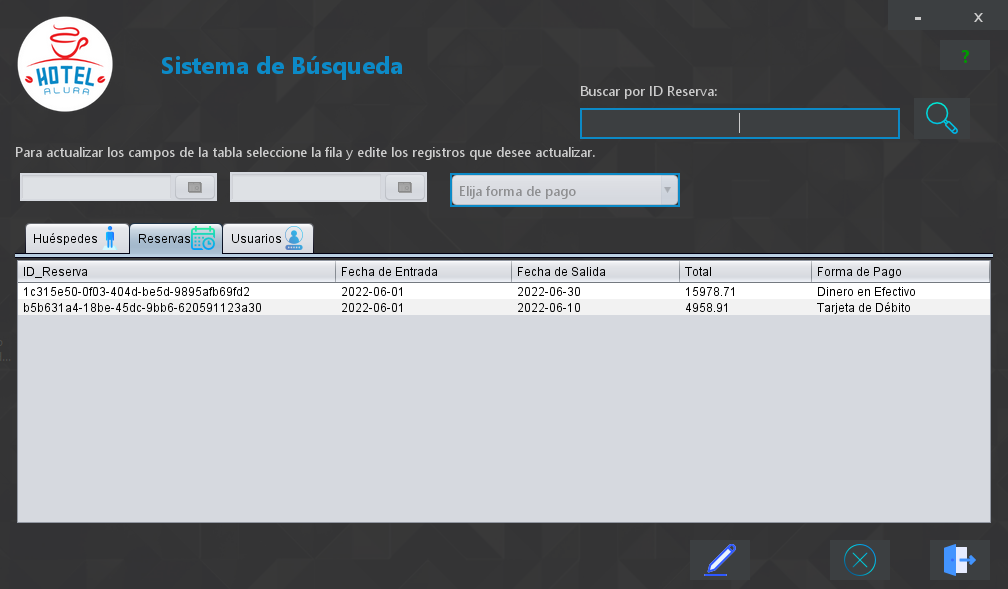 - X
HOTEL
ALURA
Sistema de Búsqueda
?
Buscar por ID Reserva:
Para actualizar los campos de la tabla seleccione la fila y edite los registros que desee actualizar.
Elija forma de pago
Huéspedes Reservas Usuarios
ID_Reserva Fecha de Entrada Fecha de Salida Total Forma de Pago
1c315e50-0f03-404d-be5d-9895afb69fd2 2022-06-01 2022-06-30 15978.71 Dinero en Efectivo
b5b631a4-18be-45dc-9bb6-620591123a30 2022-06-01 2022-06-10 4958.91 Tarjeta de Débito